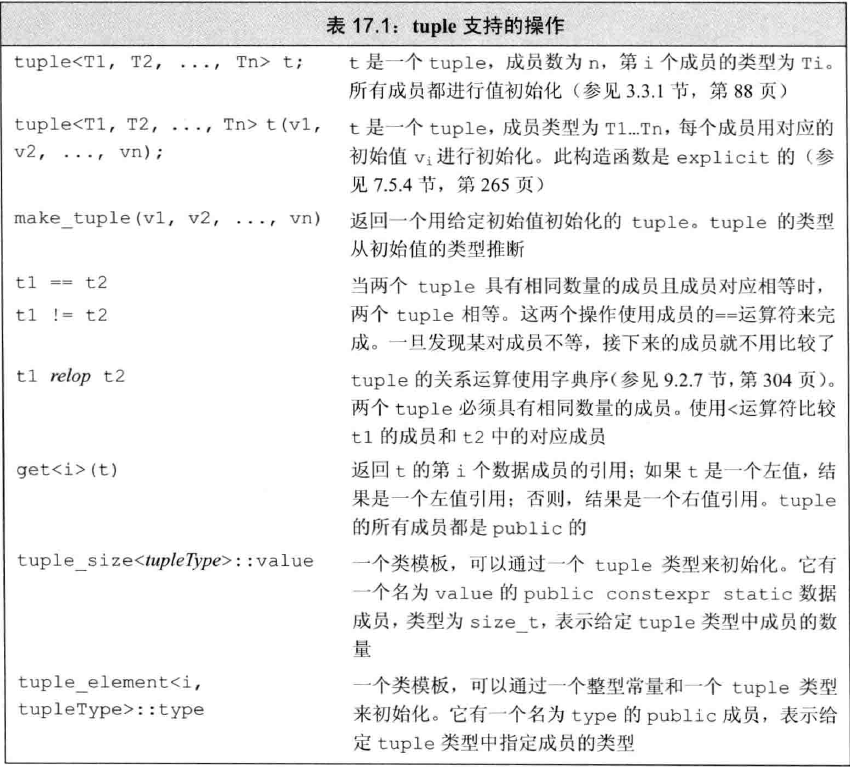 表 17.1：tuple 支持的操作
tuple<T1, T2, ..., Tn> t;
t 是一个 tuple，成员数为 n，第 i 个成员的类型为 Ti。
所有成员都进行值初始化（参见 3.3.1 节，第 88 页）
tuple<T1, T2, ..., Tn> t(v1,
v2, ..., vn);
t 是一个 tuple，成员类型为 T1…Tn，每个成员用对应的
初始值 vi 进行初始化。此构造函数是 explicit 的（参
见 7.5.4 节，第 265 页）
make_tuple(v1, v2, ..., vn)
返回一个用给定初始值初始化的 tuple。tuple 的类型
从初始值的类型推断
t1 == t2
t1 != t2
当两个 tuple 具有相同数量的成员且成员对应相等时，
两个 tuple 相等。这两个操作使用成员的==运算符来完
成。一旦发现某对成员不等，接下来的成员就不用比较了
t1 relop t2
tuple 的关系运算使用字典序（参见 9.2.7 节，第 304 页）。
两个 tuple 必须具有相同数量的成员。使用<运算符比较
t1 的成员和 t2 中的对应成员
get<i>(t)
返回 t 的第 i 个数据成员的引用；如果 t 是一个左值，结
果是一个左值引用；否则，结果是一个右值引用。tuple
的所有成员都是 public 的
tuple_size<tupleType>::value
一个类模板，可以通过一个 tuple 类型来初始化。它有
一个名为 value 的 public constexpr static 数据
成员，类型为 size_t，表示给定 tuple 类型中成员的数
量
tuple_element<i,
tupleType>::type
一个类模板，可以通过一个整型常量和一个 tuple 类型
来初始化。它有一个名为 type 的 public 成员，表示给
定 tuple 类型中指定成员的类型